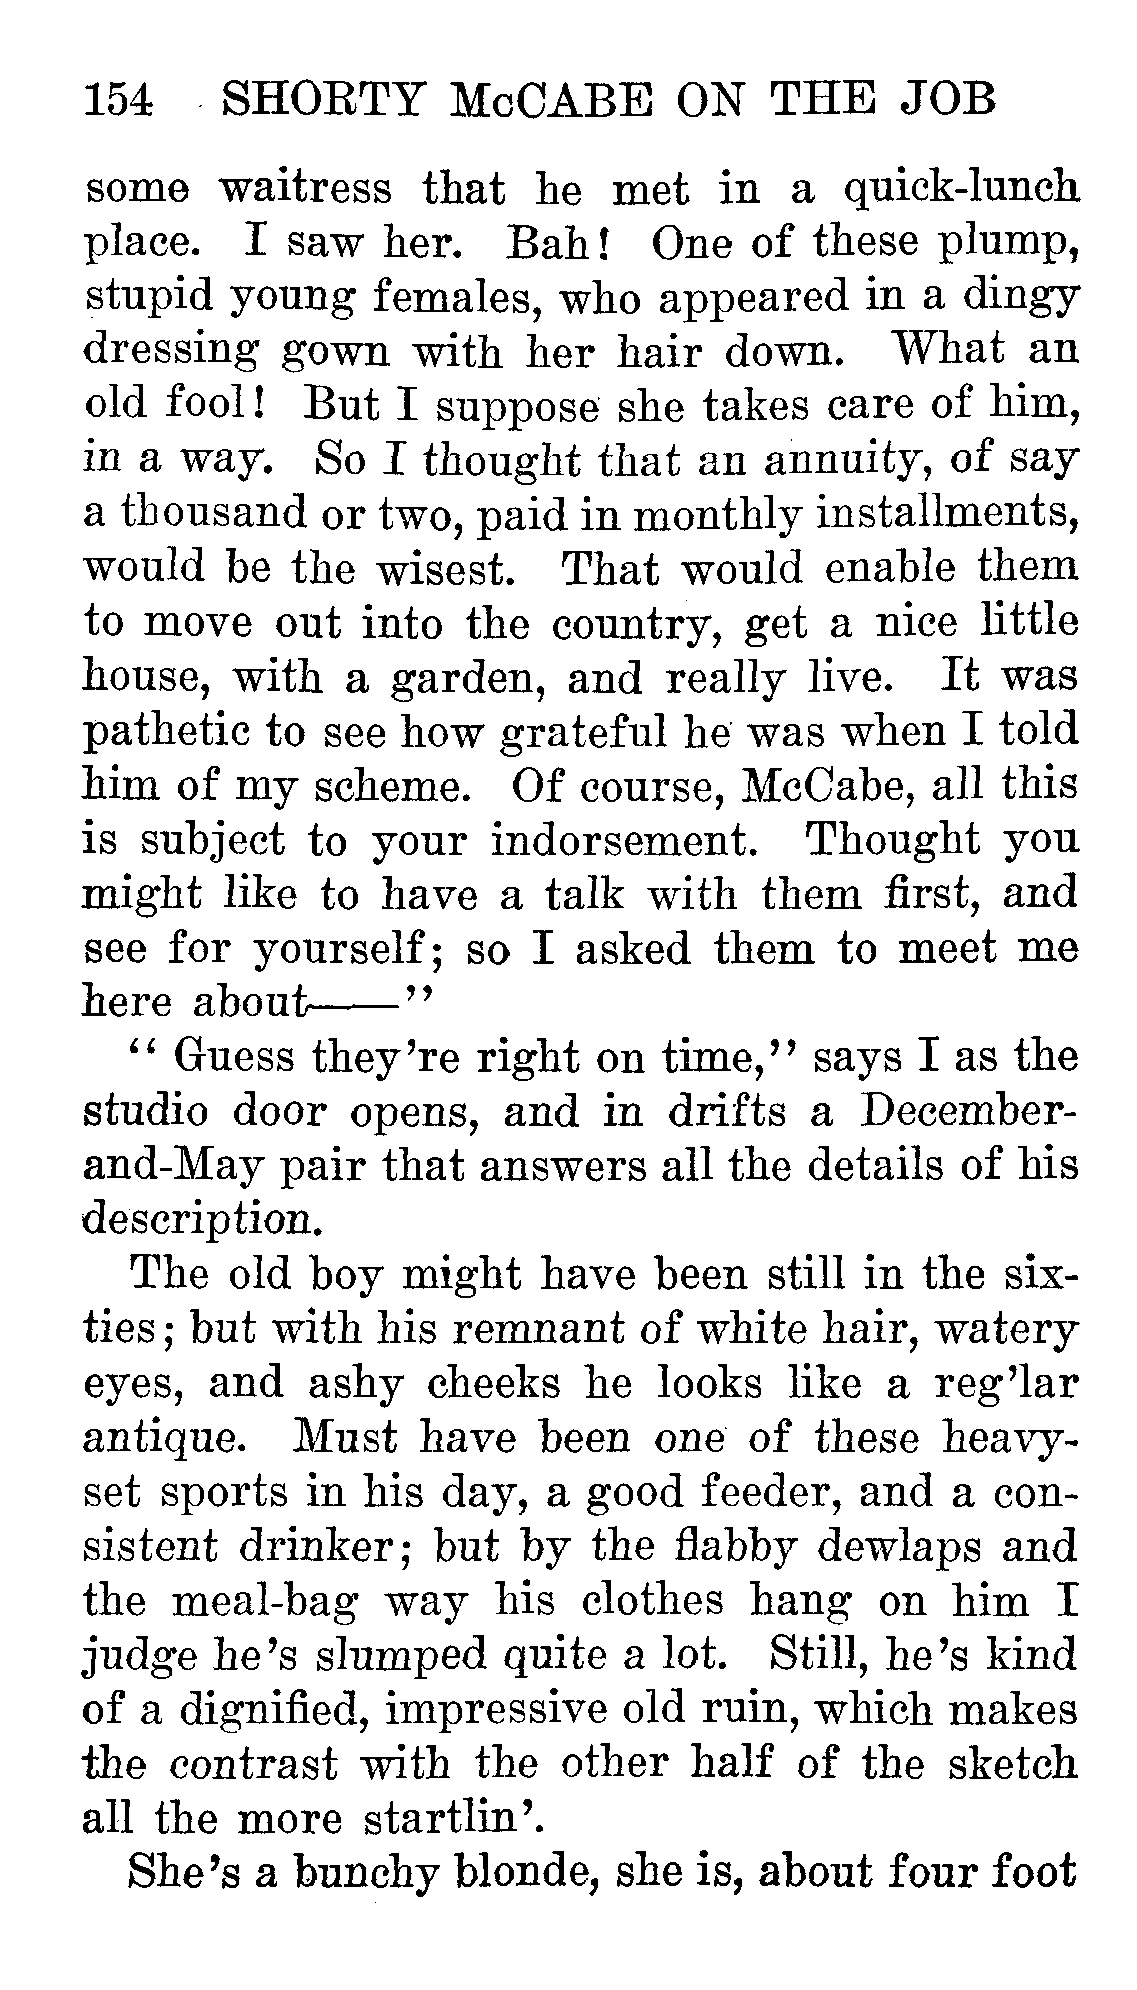 154 SHORTY McCABE ON THE JOB
some waitress that he met in a quick-lunch
place. I saw her. Bah! One of these plump,
stupid young females, who appeared in a dingy
dressing gown with her hair down. What an
old fool! But I suppose she takes care of him,
in a way. So I thought that an annuity, of say
a thousand or two, paid in monthly installments,
would be the wisest. That would enable them
to move out into the country, get a nice little
house, with a garden, and really live. It was
pathetic to see how grateful he was when I told
him of my scheme. Of course, McCabe, all this
is subject to your indorsement. Thought you
might like to have a talk with them first, and
see for yourself; so I asked them to meet me
here about——”
“Guess they’re right on time,” says I as the
studio door opens, and in drifts a December-
and-May pair that answers all the details of his
description.
The old boy might have been still in the six-
ties; but with his remnant of white hair, watery
eyes, and ashy cheeks he looks like a reg’lar
antique. Must have been one of these heavy-
set sports in his day, a good feeder, and a con-
sistent drinker; but by the flabby dewlaps and
the meal-bag way his clothes hang on him I
judge he’s slumped quite a lot. Still, he’s kind
of a dignified, impressive old ruin, which makes
the contrast with the other half of the sketch
all the more startlin’.
She’s a bunchy blonde, she is, about four foot